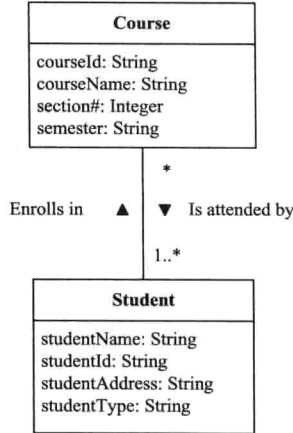 Course
courseId: String
courseName: String
section#: Integer
semester: String
*
Enrolls in ▲ ▼ Is attended by
1..*
Student
studentName: String
studentId: String
studentAddress: String
studentType: String